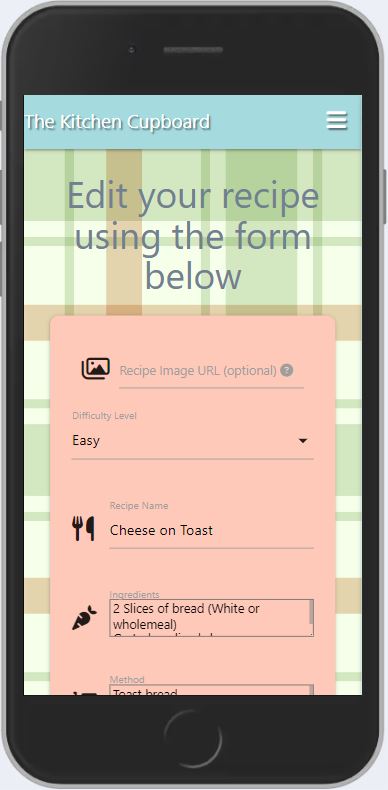 The Kitchen Cupboard
Edit your recipe
using the form
below
Recipe Image URL (optional) ?
Difficulty Level
Easy
Recipe Name
Cheese on Toast
Ingredients
2 Slices of bread (White or
wholemeal)
Method
Toast bread